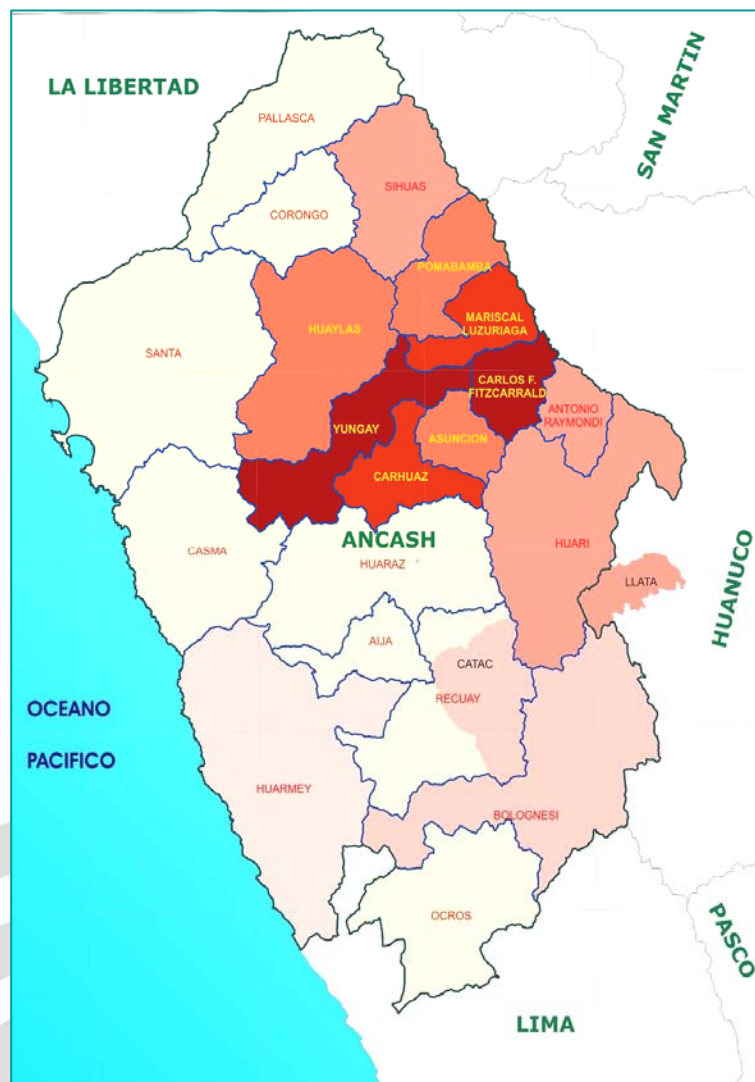 LA LIBERTAD
SAN MARTIN
PALLASCA
SIHUAS
CORONGO
POMABAMBA
MARISCAL
LUZURIAGA
HUAYLAS
SANTA
CARLOS F.
FITZCARRALD
ANTONIO
RAYMONDI
YUNGAY
ASUNCION
CARHUAZ
ANCASH
HUARI
CASMA
HUARAZ
LLATA
HUANUCO
AIJA
CATAC
RECUAY
OCEANO
PACIFICO
HUARMEY
BOLOGNESI
OCROS
PASCO
LIMA